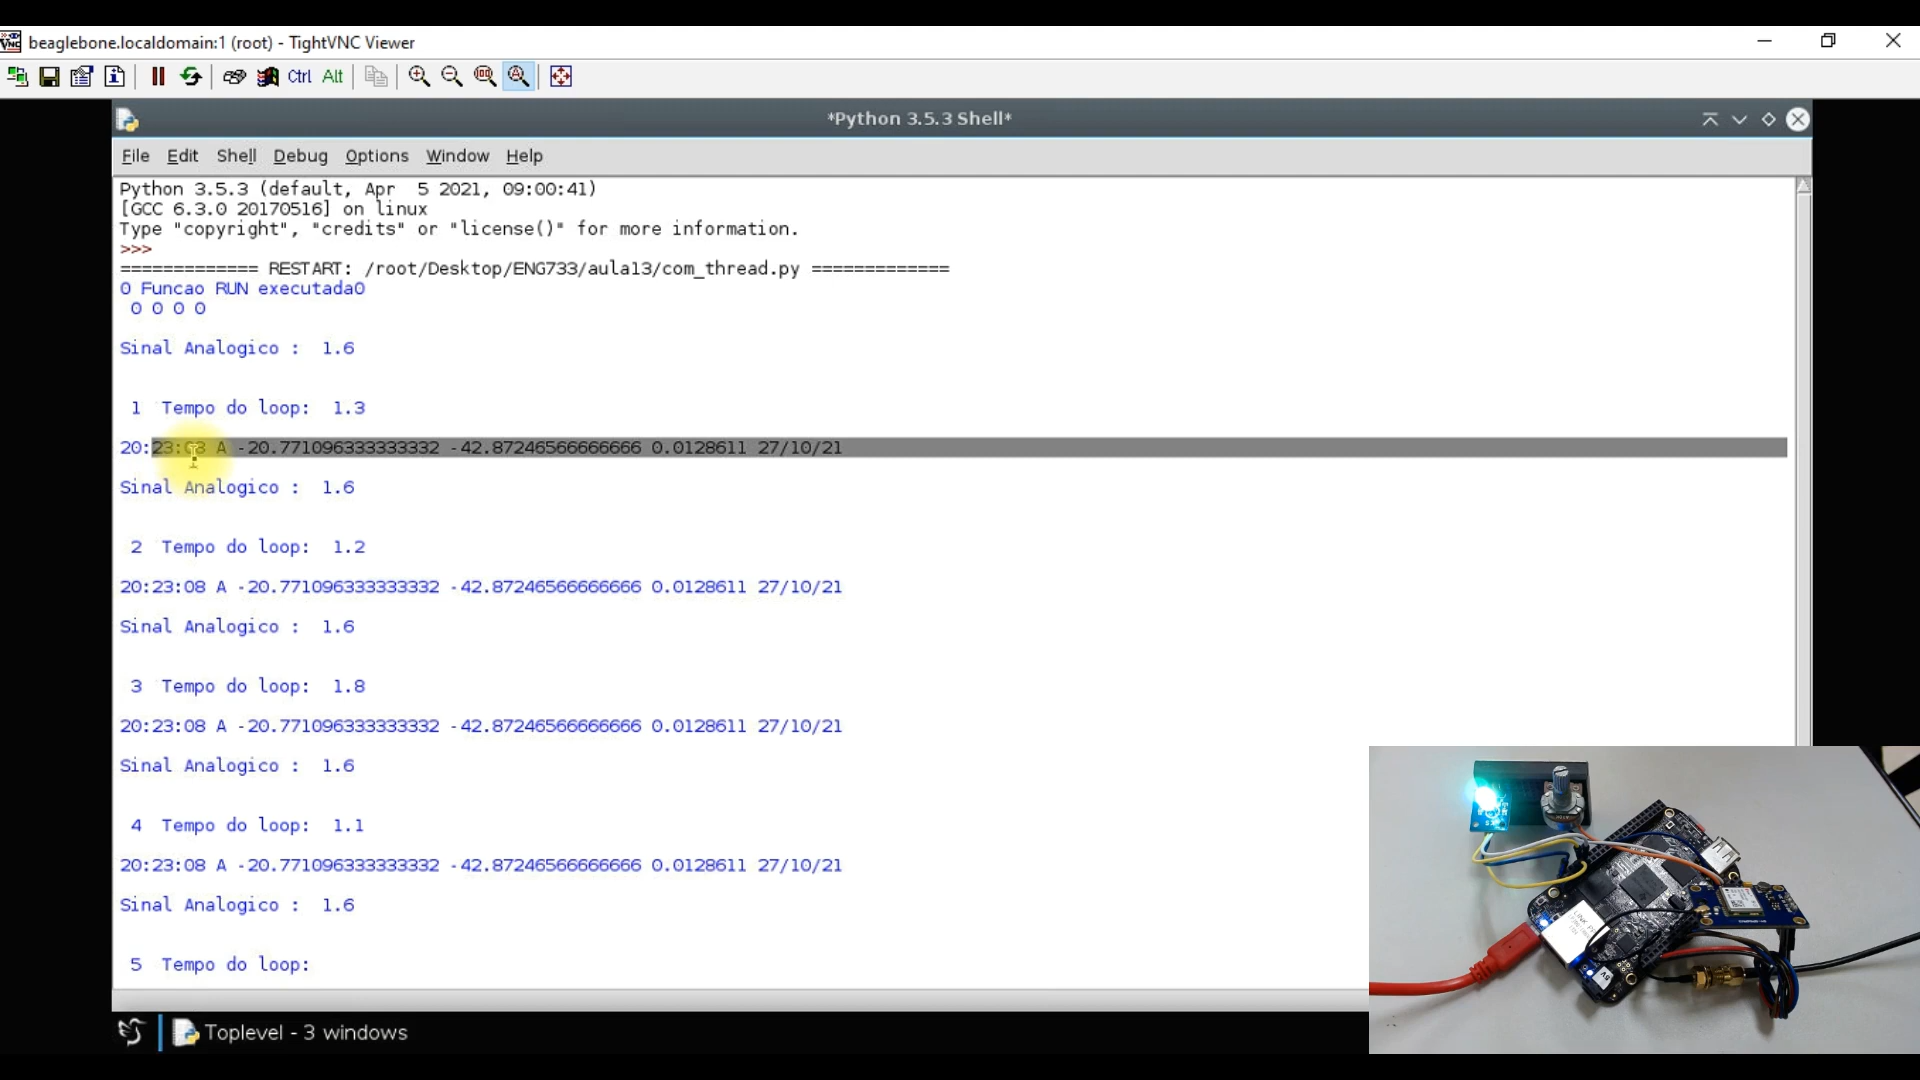 beaglebone.localdomain:1 (root) - TightVNC Viewer
Ctrl Alt
*Python 3.5.3 Shell*
File Edit Shell Debug Options Window Help
Python 3.5.3 (default, Apr  5 2021, 09:00:41)
[GCC 6.3.0 20170516] on linux
Type "copyright", "credits" or "license()" for more information.
>>>
============= RESTART: /root/Desktop/ENG733/aula13/com_thread.py =============
0 Funcao RUN executada0
0 0 0 0
Sinal Analogico :  1.6
1  Tempo do loop:  1.3
20:23:08 A -20.771096333333332 -42.87246566666666 0.0128611 27/10/21
Sinal Analogico :  1.6
2  Tempo do loop:  1.2
20:23:08 A -20.771096333333332 -42.87246566666666 0.0128611 27/10/21
Sinal Analogico :  1.6
3  Tempo do loop:  1.8
20:23:08 A -20.771096333333332 -42.87246566666666 0.0128611 27/10/21
Sinal Analogico :  1.6
4  Tempo do loop:  1.1
20:23:08 A -20.771096333333332 -42.87246566666666 0.0128611 27/10/21
Sinal Analogico :  1.6
5  Tempo do loop:
Toplevel - 3 windows